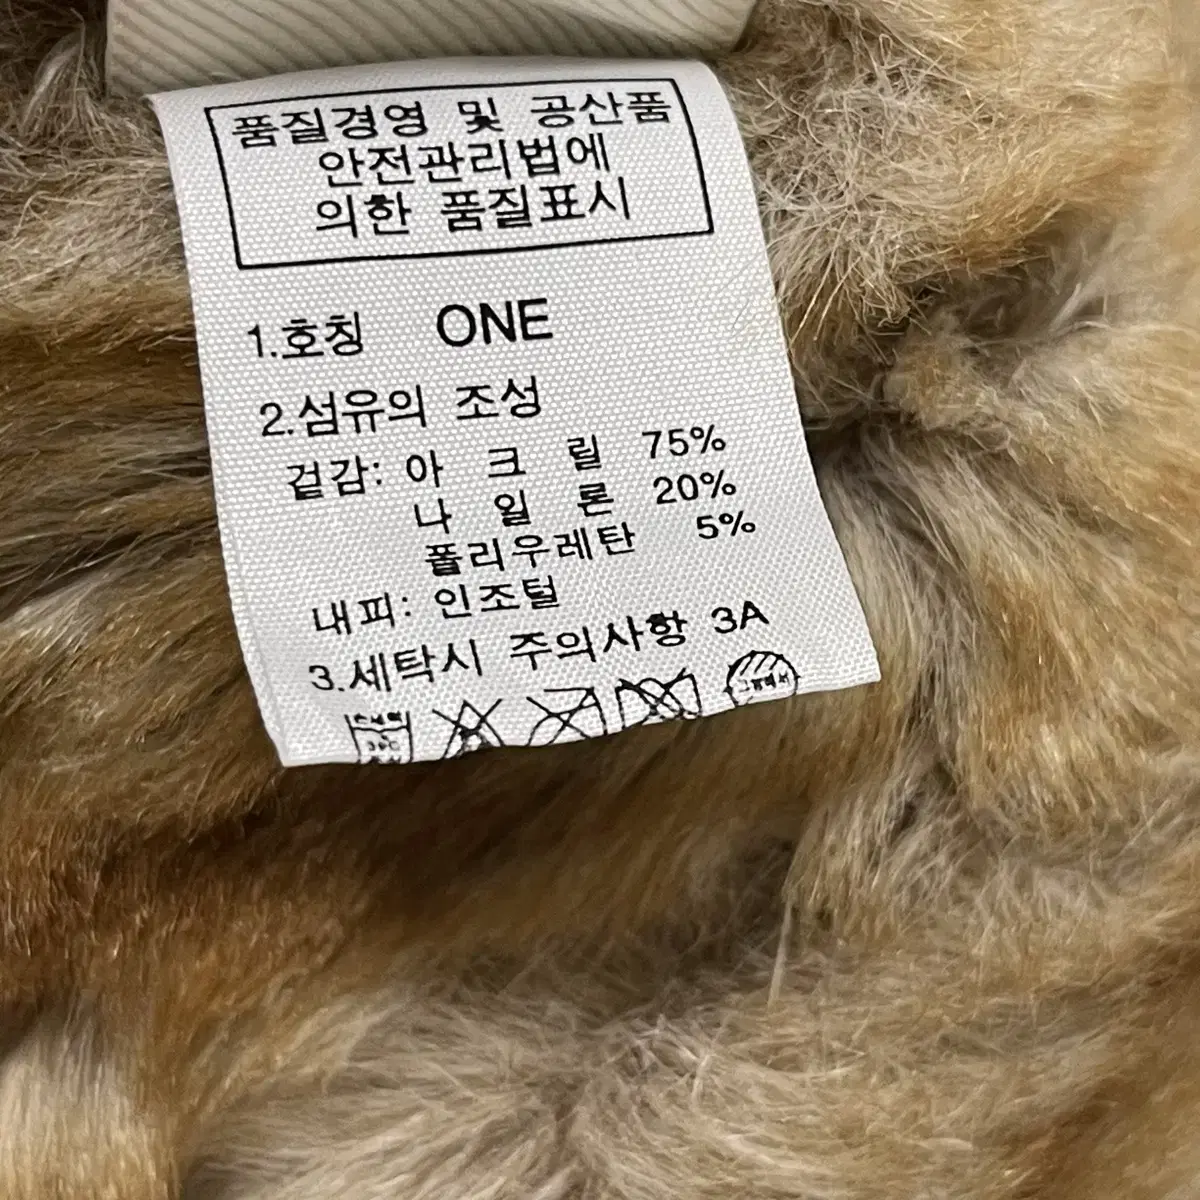 품질경영 및 공산품
안전관리법에
의한 품질표시
1.호칭 ONE
2.섬유의 조성
겉감: 아 크 릴 75%
나 일 론 20%
폴리우레탄 5%
내피: 인조털
3.세탁시 주의사항 3A